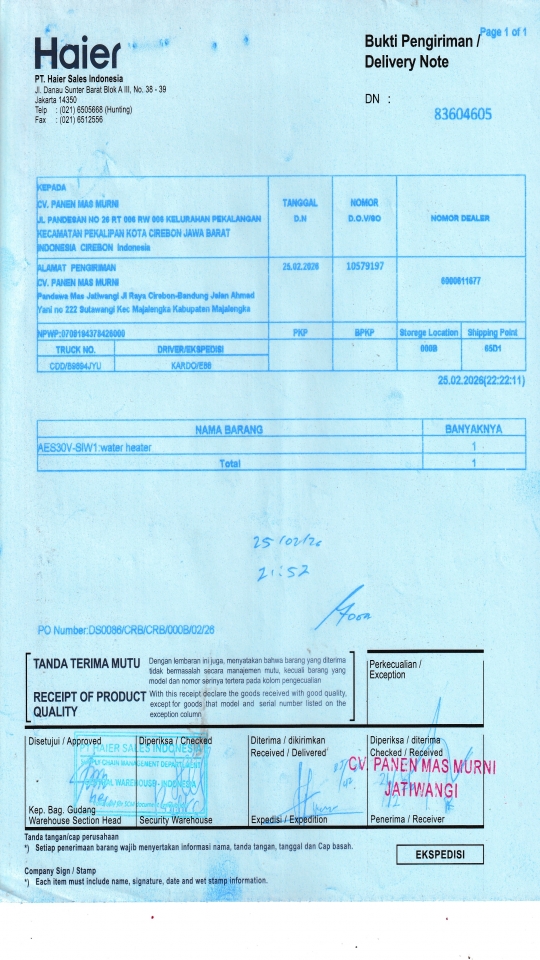 Page 1 of 1
Haier
Bukti Pengiriman /
Delivery Note
PT. Haier Sales Indonesia
Jl. Danau Sunter Barat Blok A III, No. 38 - 39
Jakarta 14350
Telp : (021) 6505668 (Hunting)
Fax : (021) 6512556
DN :
83604605
KEPADA
CV. PANEN MAS MURNI
JL PANDESAN NO 26 RT 006 RW 006 KELURAHAN PEKALANGAN
KECAMATAN PEKALIPAN KOTA CIREBON JAWA BARAT
INDONESIA CIREBON Indonesia
TANGGAL
D.N
NOMOR
D.O.V/SO
NOMOR DEALER
ALAMAT PENGIRIMAN
CV. PANEN MAS MURNI
Pandawa Mas Jatiwangi Jl Raya Cirebon-Bandung Jalan Ahmad
Yani no 222 Sutawangi Kec Majalengka Kabupaten Majalengka
25.02.2026
10579197
6000611677
NPWP:0708194378426000
PKP
BPKP
Storege Location
Shipping Point
TRUCK NO.
DRIVER/EKSPEDISI
000B
65D1
CDD/B9894JYU
KARDO/E86
25.02.2026(22:22:11)
NAMA BARANG
BANYAKNYA
AES30V-SIW1:water heater
1
Total
1
25/02/26
21:52
PO Number:DS0086/CRB/CRB/000B/02/26
TANDA TERIMA MUTU
Dengan lembaran ini juga, menyatakan bahwa barang yang diterima
tidak bermasalah secara manajemen mutu, kecuali barang yang
model dan nomor serinya tertera pada kolom pengecualian
RECEIPT OF PRODUCT
QUALITY
With this receipt declare the goods received with good quality,
except for goods that model and serial number listed on the
exception column
Perkecualian /
Exception
Disetujui / Approved
Diperiksa / Checked
Diterima / dikirimkan
Received / Delivered
Diperiksa / diterima
Checked / Received
PT HAIER SALES INDONESIA
SUPPLY CHAIN MANAGEMENT DEPARTMENT
WAREHOUSE - INDONESIA
CV. PANEN MAS MURNI
JATIWANGI
Kep. Bag. Gudang
Warehouse Section Head
Security Warehouse
Expedisi / Expedition
Penerima / Receiver
Tanda tangan/cap perusahaan
*) Setiap penerimaan barang wajib menyertakan informasi nama, tanda tangan, tanggal dan Cap basah.
EKSPEDISI
Company Sign / Stamp
*) Each item must include name, signature, date and wet stamp information.